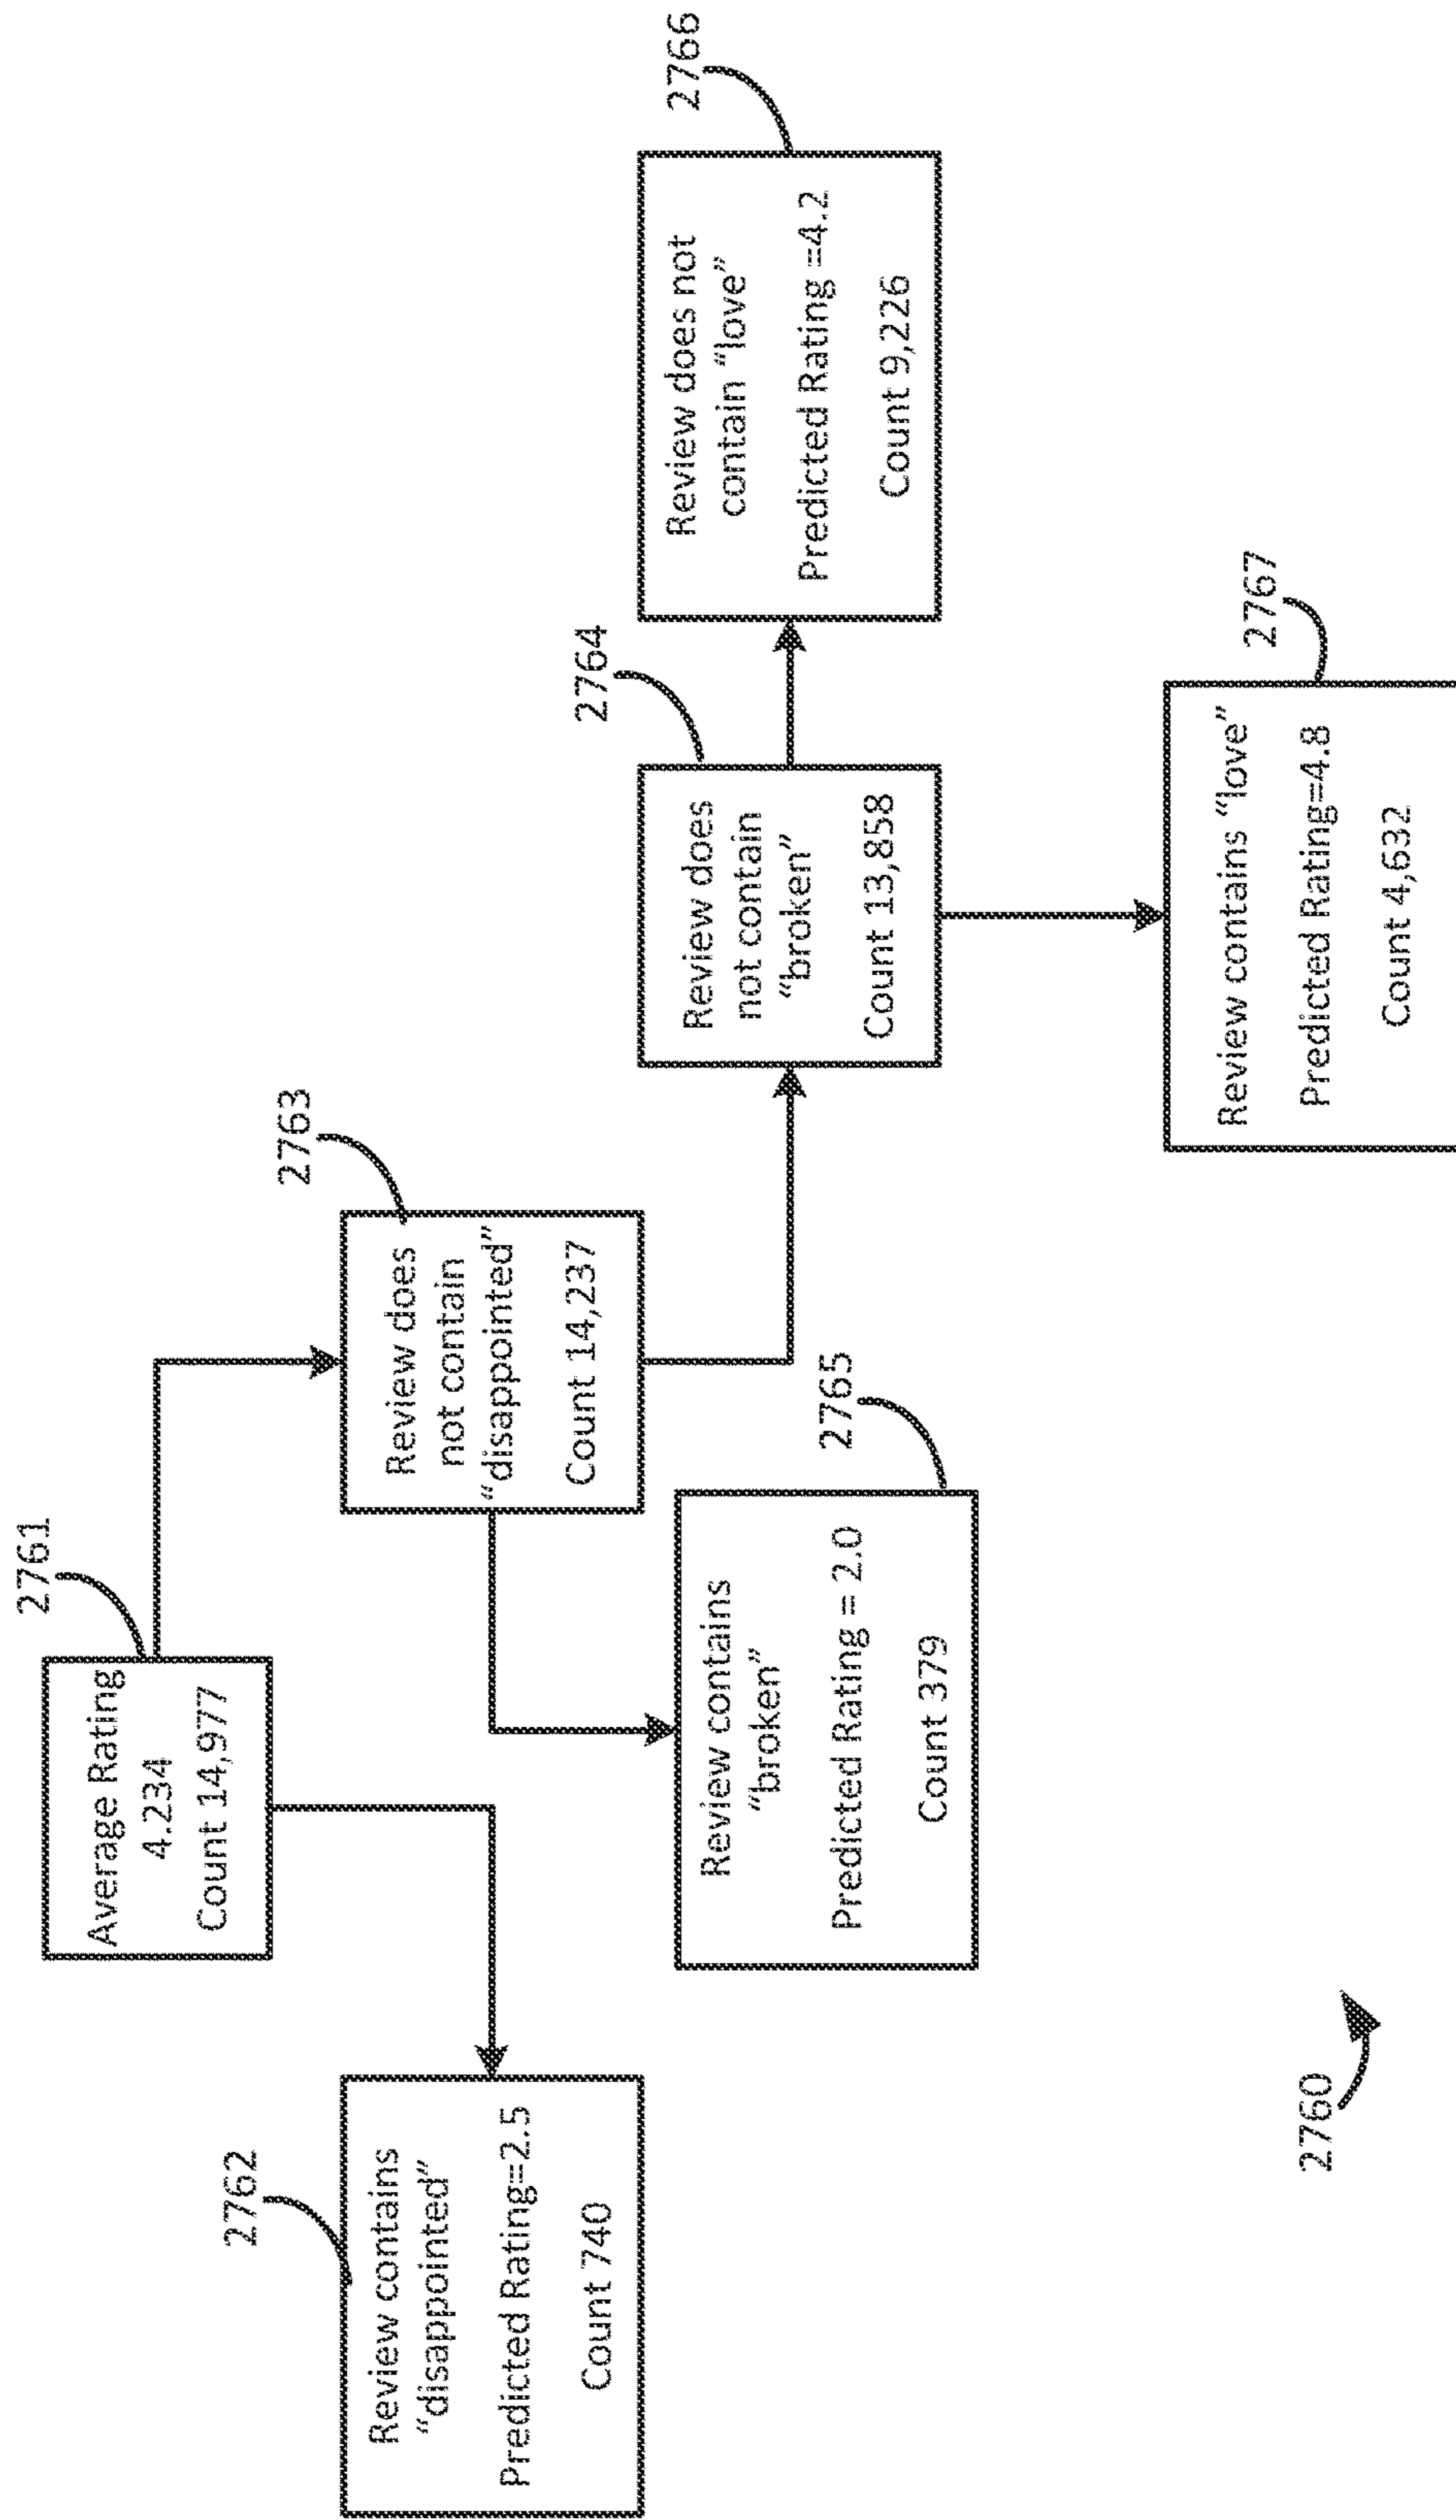 2761
Average Rating
4.234
Count 14,977
2762
Review contains
“disappointed”
Predicted Rating=2.5
Count 740
2763
Review does
not contain
“disappointed”
Count 14,237
2765
Review contains
“broken”
Predicted Rating = 2.0
Count 379
2764
Review does
not contain
“broken”
Count 13,858
2766
Review does not
contain “love”
Predicted Rating =4.2
Count 9,226
2767
Review contains “love”
Predicted Rating=4.8
Count 4,632
2760